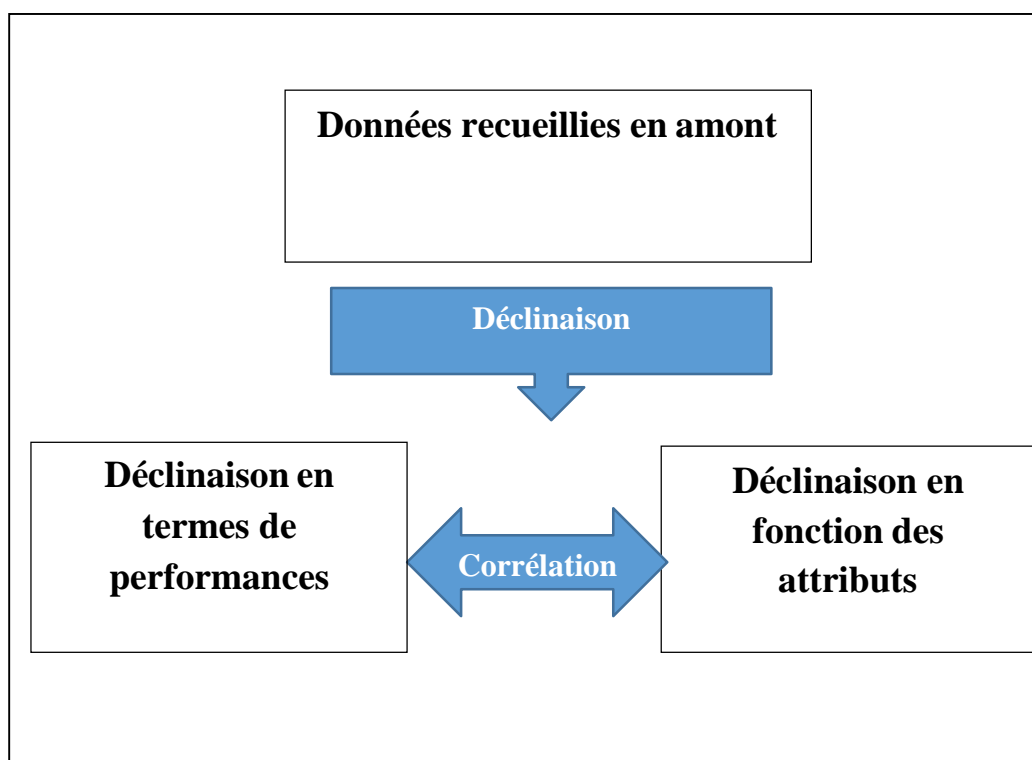 Données recueillies en amont
Déclinaison
Déclinaison en
termes de
performances
Corrélation
Déclinaison en
fonction des
attributs